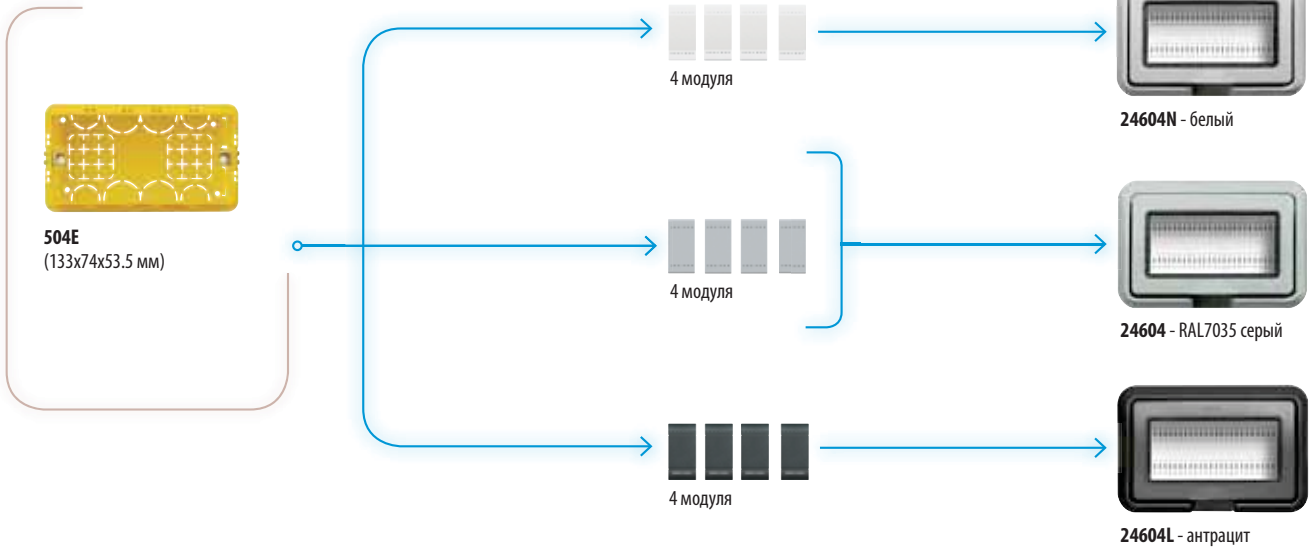 4 модуля
24604N - белый
504E
(133x74x53.5 мм)
4 модуля
24604 - RAL7035 серый
4 модуля
24604L - антрацит